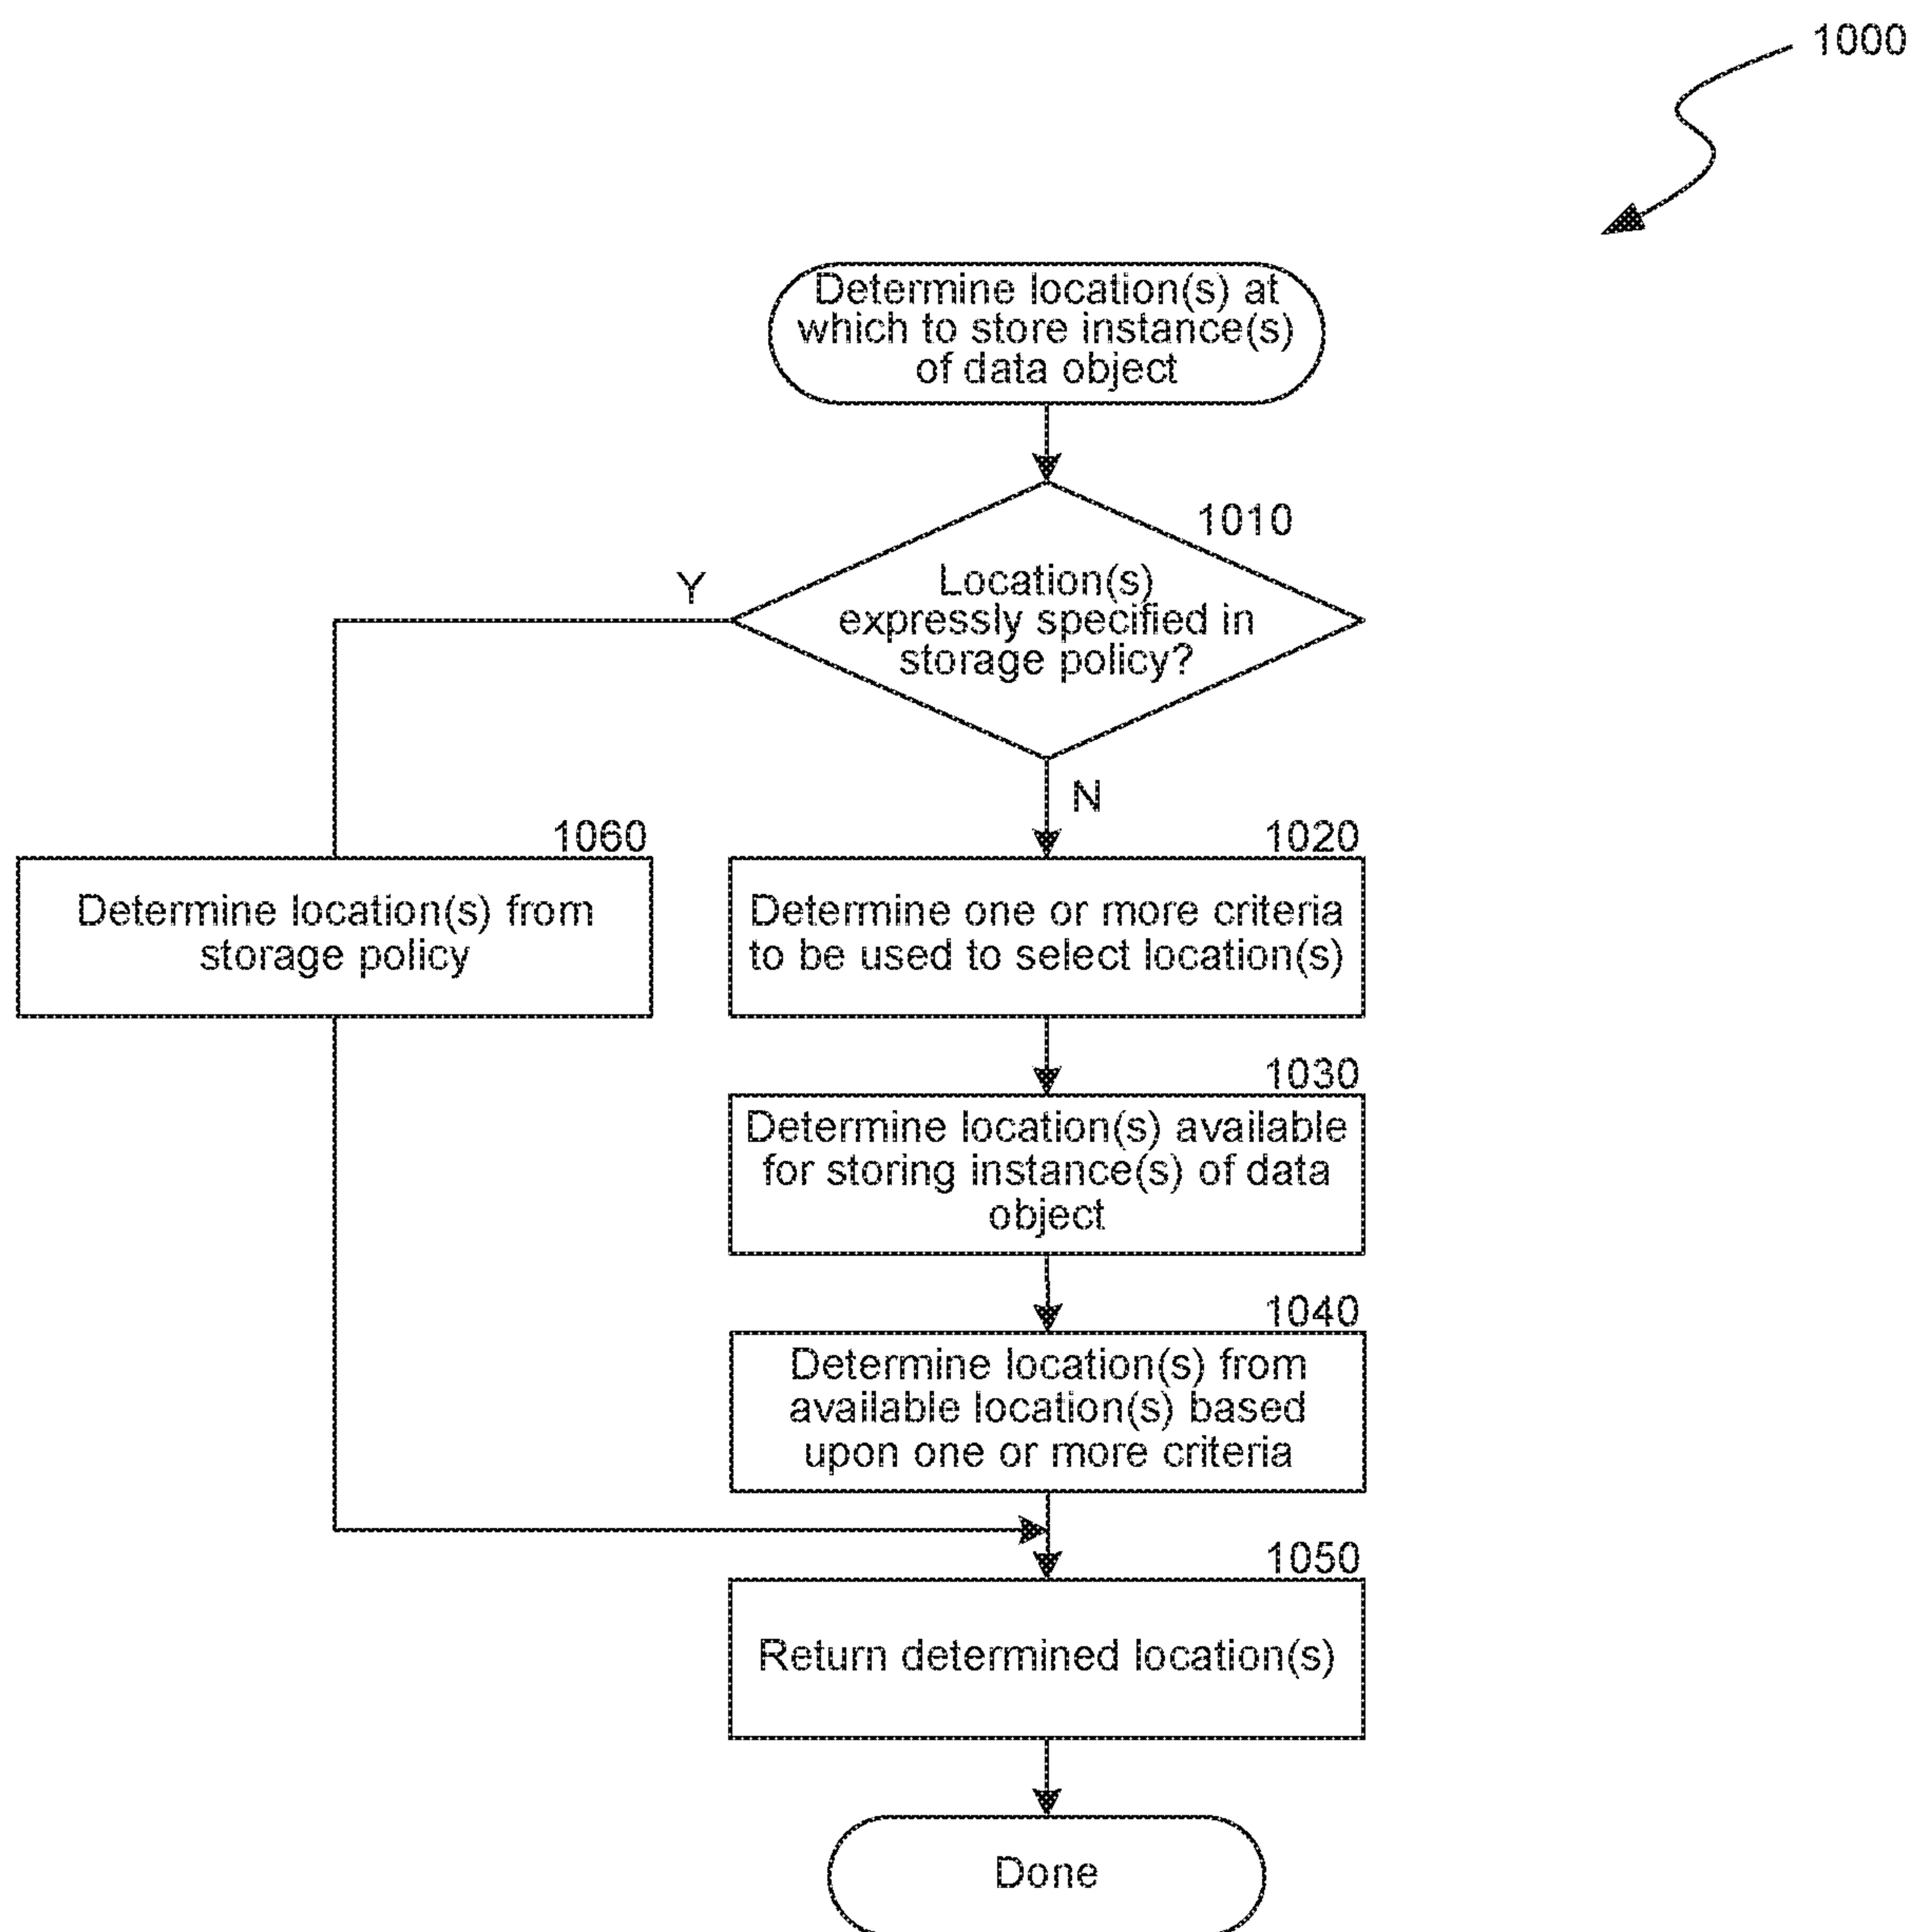 1000
Determine location(s) at
which to store instance(s)
of data object
1010
Location(s)
expressly specified in
storage policy?
Y
N
1060
Determine location(s) from
storage policy
1020
Determine one or more criteria
to be used to select location(s)
1030
Determine location(s) available
for storing instance(s) of data
object
1040
Determine location(s) from
available location(s) based
upon one or more criteria
1050
Return determined location(s)
Done